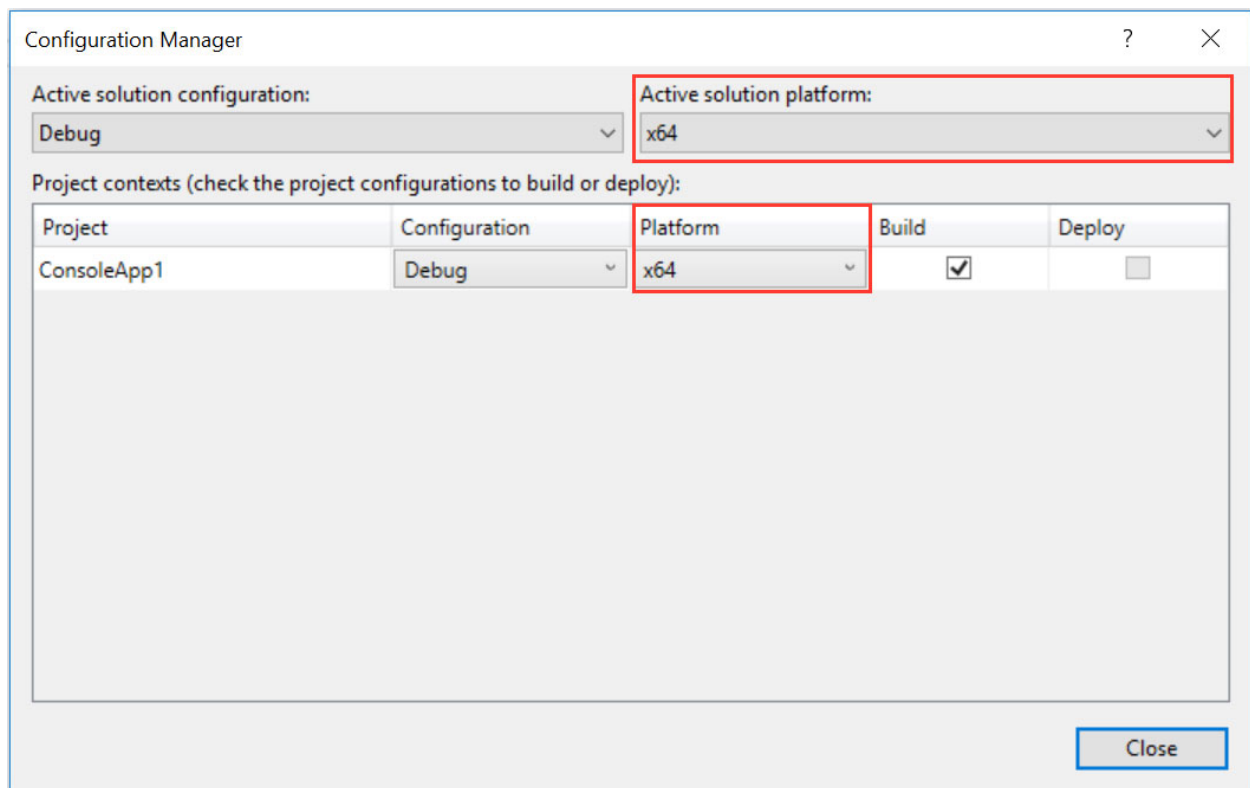 Configuration Manager ?
Active solution configuration: Active solution platform:
Debug x64
Project contexts (check the project configurations to build or deploy):
Project Configuration Platform Build Deploy
ConsoleApp1 Debug x64
Close